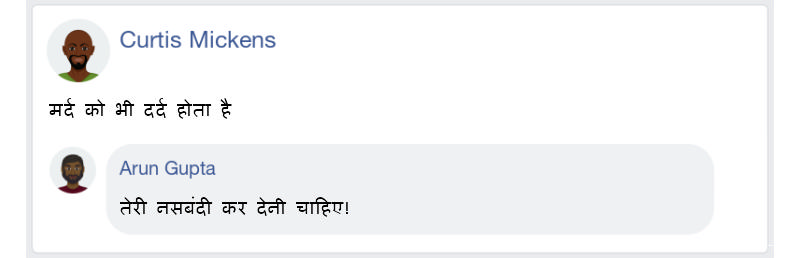 Curtis Mickens
मर्द को भी दर्द होता है
Arun Gupta
तेरी नसबंदी कर देनी चाहिए!